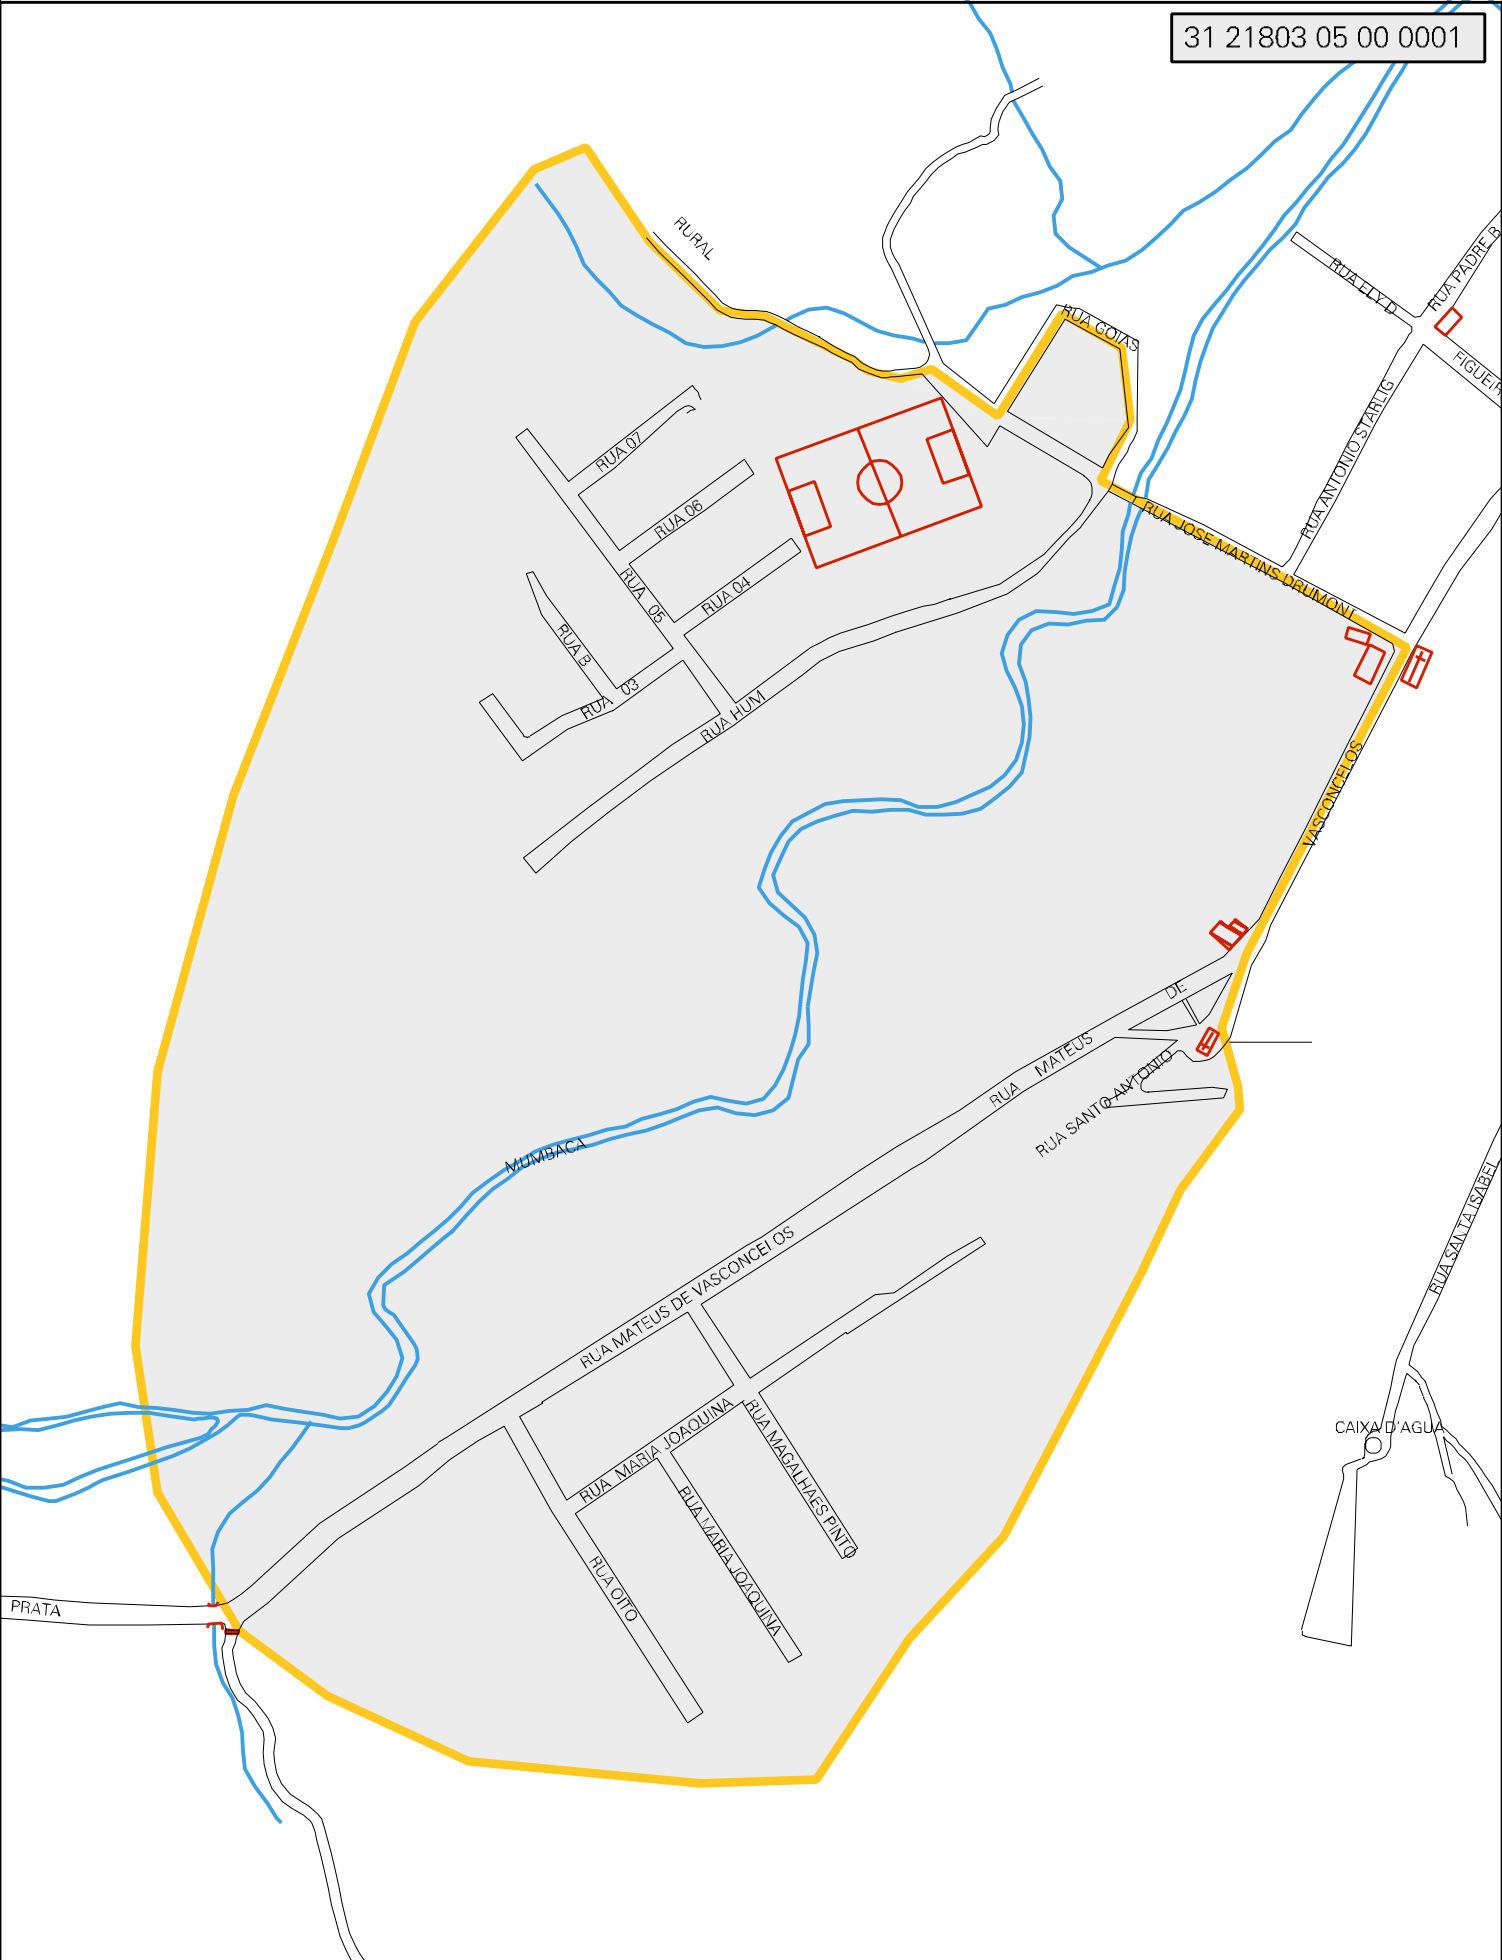 31 21803 05 00 0001
RURAL
RUA PADRE B
RUA ELY D
RUA GOIAS
FIGUEIR
RUA ANTONIO STARLIG
RUA 07
RUA 06
RUA JOSE MARTINS DRUMONT
RUA 04
RUA 05
RUA B
RUA 03
RUA HUM
VASCONCELOS
DE
MATEUS
RUA
RUA SANTO ANTONIO
MUMBACA
RUA SANTA ISABEL
RUA MATEUS DE VASCONCELOS
RUA MARIA JOAQUINA
RUA MAGALHAES PINTO
CAIXA D'AGUA
RUA MARIA JOAQUINA
RUA OITO
PRATA